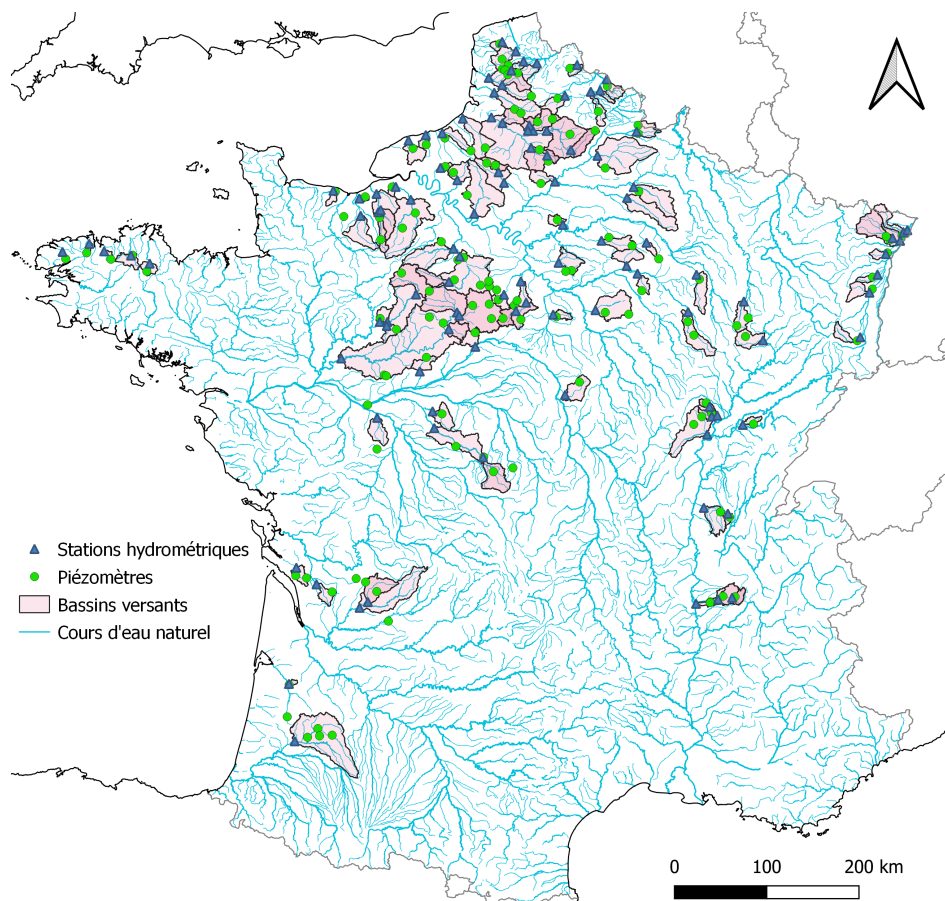 Stations hydrométriques
Piézomètres
Bassins versants
Cours d'eau naturel
0 100 200 km